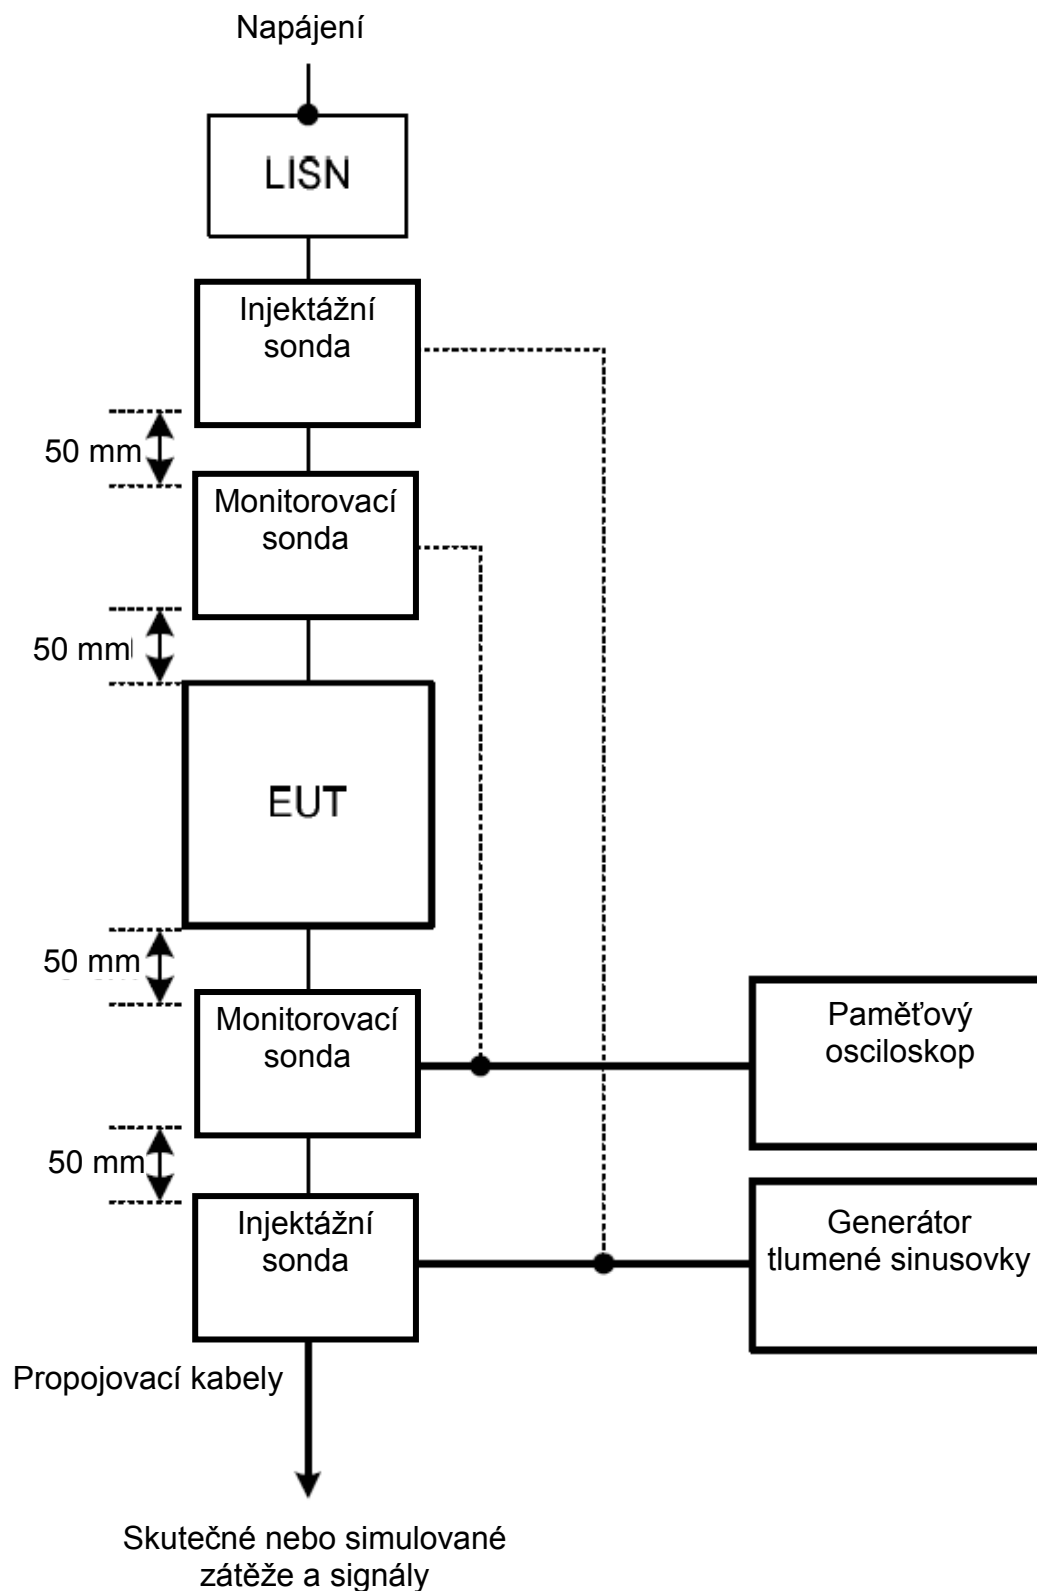 Napájení
LISN
Injektážní
sonda
50 mm
Monitorovací
sonda
50 mm
EUT
50 mm
Monitorovací
sonda
Paměťový
osciloskop
50 mm
Injektážní
sonda
Generátor
tlumené sinusovky
Propojovací kabely
Skutečné nebo simulované
zátěže a signály